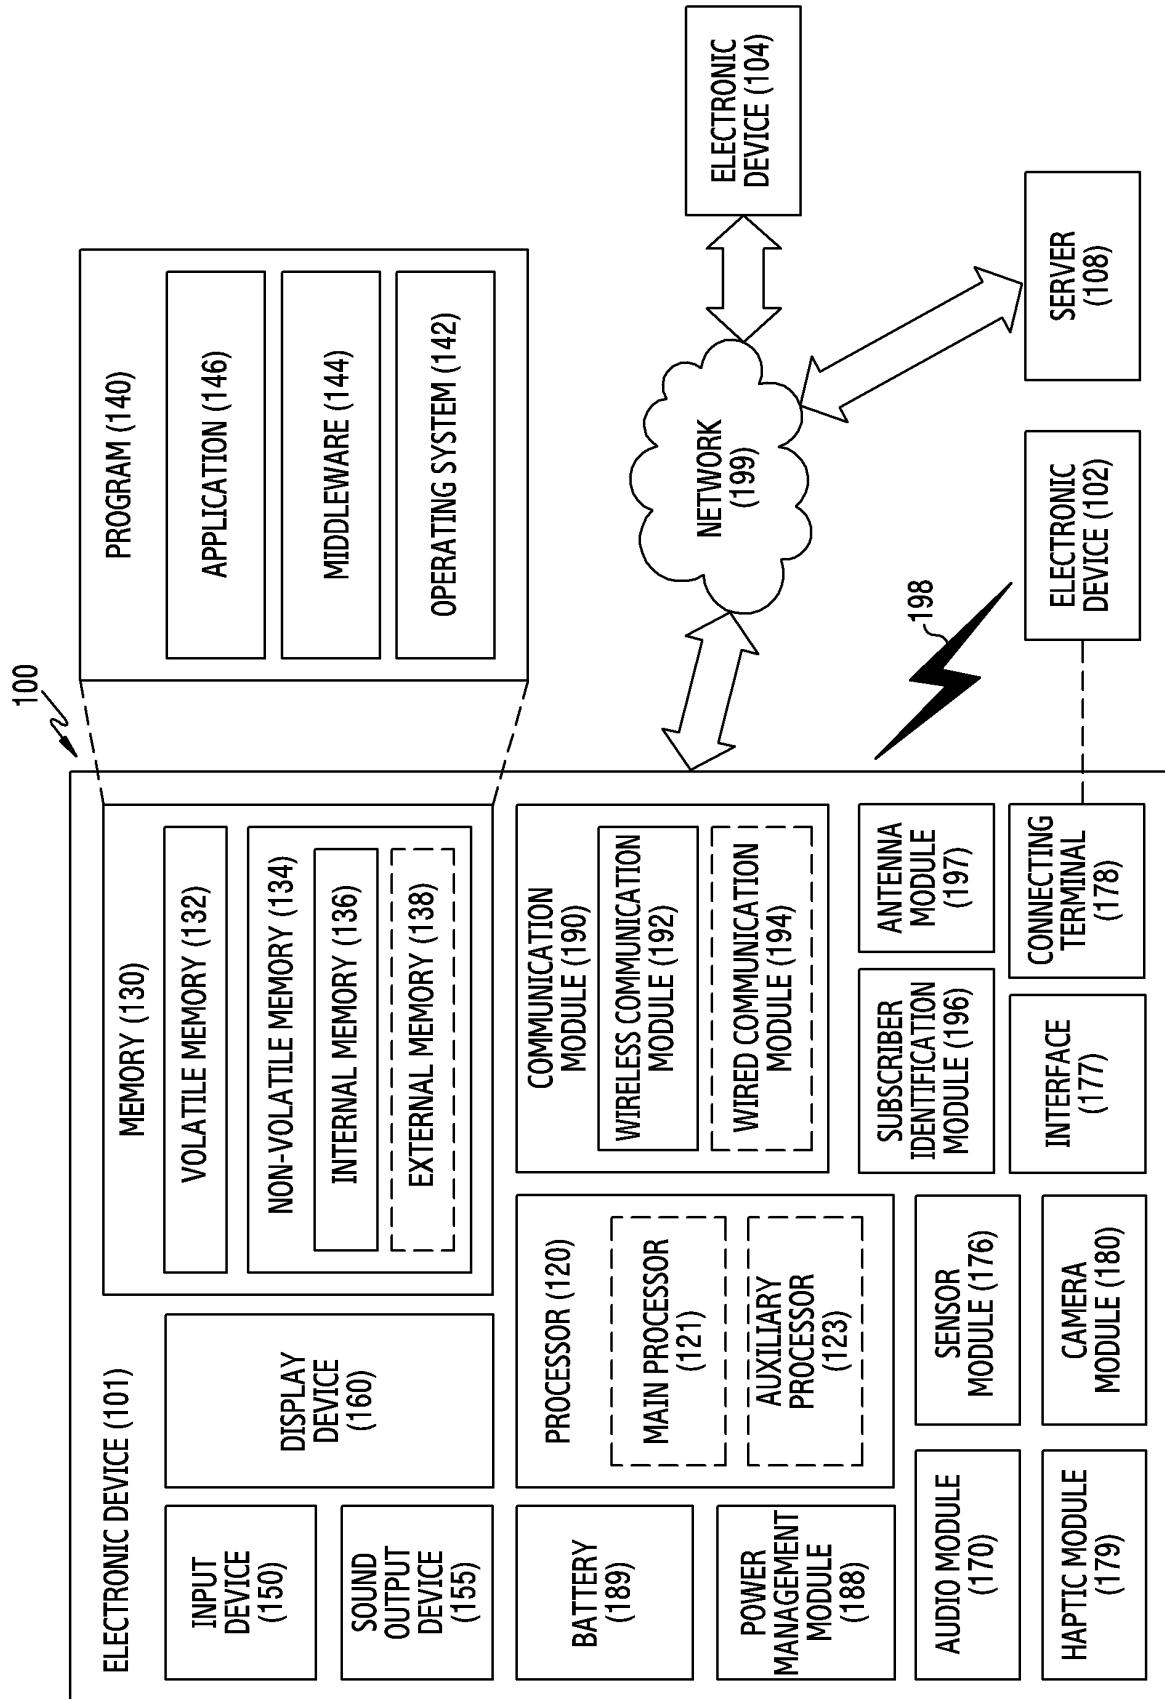 100
ELECTRONIC DEVICE (101)
INPUT
DEVICE
(150)
SOUND
OUTPUT
DEVICE
(155)
DISPLAY
DEVICE
(160)
MEMORY (130)
VOLATILE MEMORY (132)
NON-VOLATILE MEMORY (134)
INTERNAL MEMORY (136)
EXTERNAL MEMORY (138)
PROGRAM (140)
APPLICATION (146)
MIDDLEWARE (144)
OPERATING SYSTEM (142)
BATTERY
(189)
POWER
MANAGEMENT
MODULE
(188)
PROCESSOR (120)
MAIN PROCESSOR
(121)
AUXILIARY
PROCESSOR
(123)
COMMUNICATION
MODULE (190)
WIRELESS COMMUNICATION
MODULE (192)
WIRED COMMUNICATION
MODULE (194)
NETWORK
(199)
ELECTRONIC
DEVICE (104)
AUDIO MODULE
(170)
SENSOR
MODULE (176)
SUBSCRIBER
IDENTIFICATION
MODULE (196)
ANTENNA
MODULE
(197)
198
HAPTIC MODULE
(179)
CAMERA
MODULE (180)
INTERFACE
(177)
CONNECTING
TERMINAL
(178)
ELECTRONIC
DEVICE (102)
SERVER
(108)